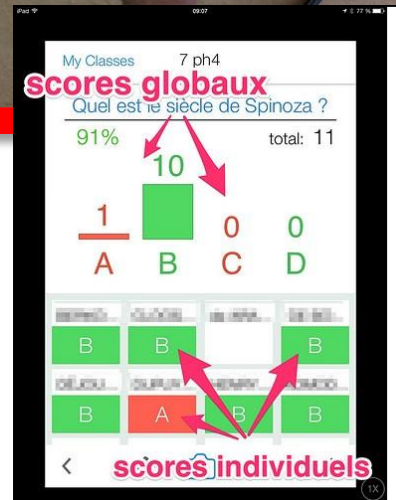 iPad
09:07
77 %
My Classes 7 ph4
scores globaux
Quel est le siècle de Spinoza ?
91% total: 11
10
1 0 0
A B C D
B B B
B A B B
scores individuels
1X